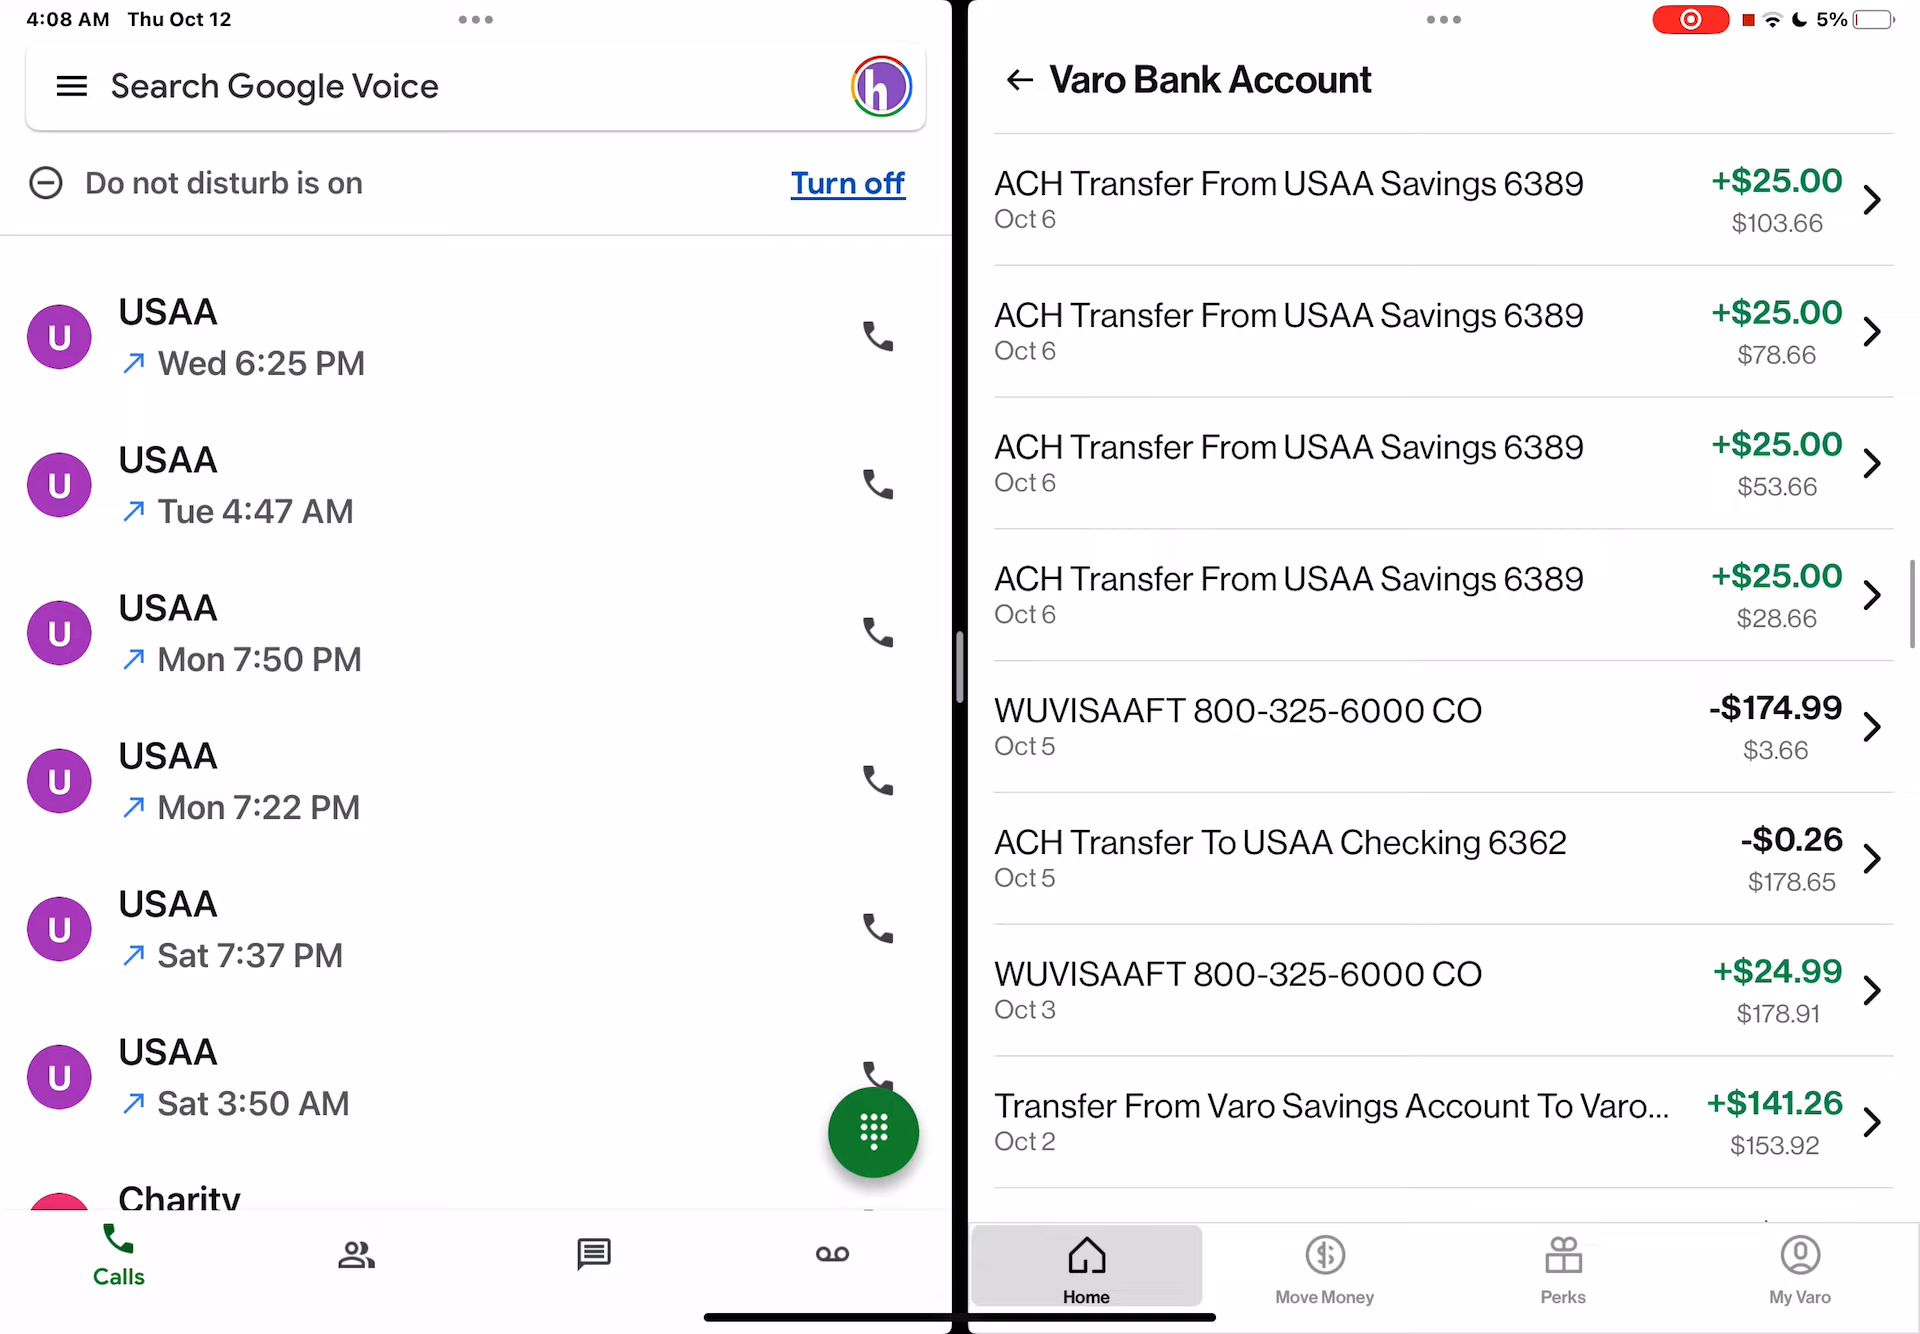 4:08 AM Thu Oct 12
Search Google Voice
h
Do not disturb is on
Turn off
U
USAA
Wed 6:25 PM
U
USAA
Tue 4:47 AM
U
USAA
Mon 7:50 PM
U
USAA
Mon 7:22 PM
U
USAA
Sat 7:37 PM
U
USAA
Sat 3:50 AM
Charity
Calls
5%
Varo Bank Account
ACH Transfer From USAA Savings 6389 +$25.00
Oct 6 $103.66
ACH Transfer From USAA Savings 6389 +$25.00
Oct 6 $78.66
ACH Transfer From USAA Savings 6389 +$25.00
Oct 6 $53.66
ACH Transfer From USAA Savings 6389 +$25.00
Oct 6 $28.66
WUVISAAFT 800-325-6000 CO -$174.99
Oct 5 $3.66
ACH Transfer To USAA Checking 6362 -$0.26
Oct 5 $178.65
WUVISAAFT 800-325-6000 CO +$24.99
Oct 3 $178.91
Transfer From Varo Savings Account To Varo... +$141.26
Oct 2 $153.92
Home Move Money Perks My Varo